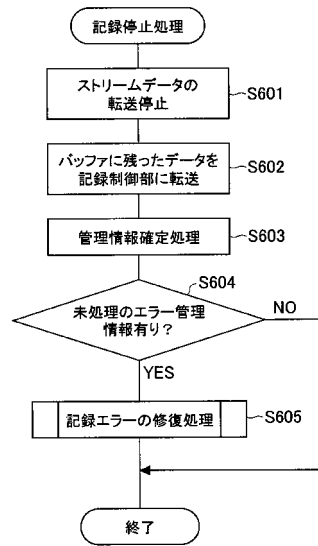 記録停止処理
ストリームデータの
転送停止
S601
バッファに残ったデータを
記録制御部に転送
S602
管理情報確定処理
S603
S604
未処理のエラー管理
情報有り？
NO
YES
記録エラーの修復処理
S605
終了